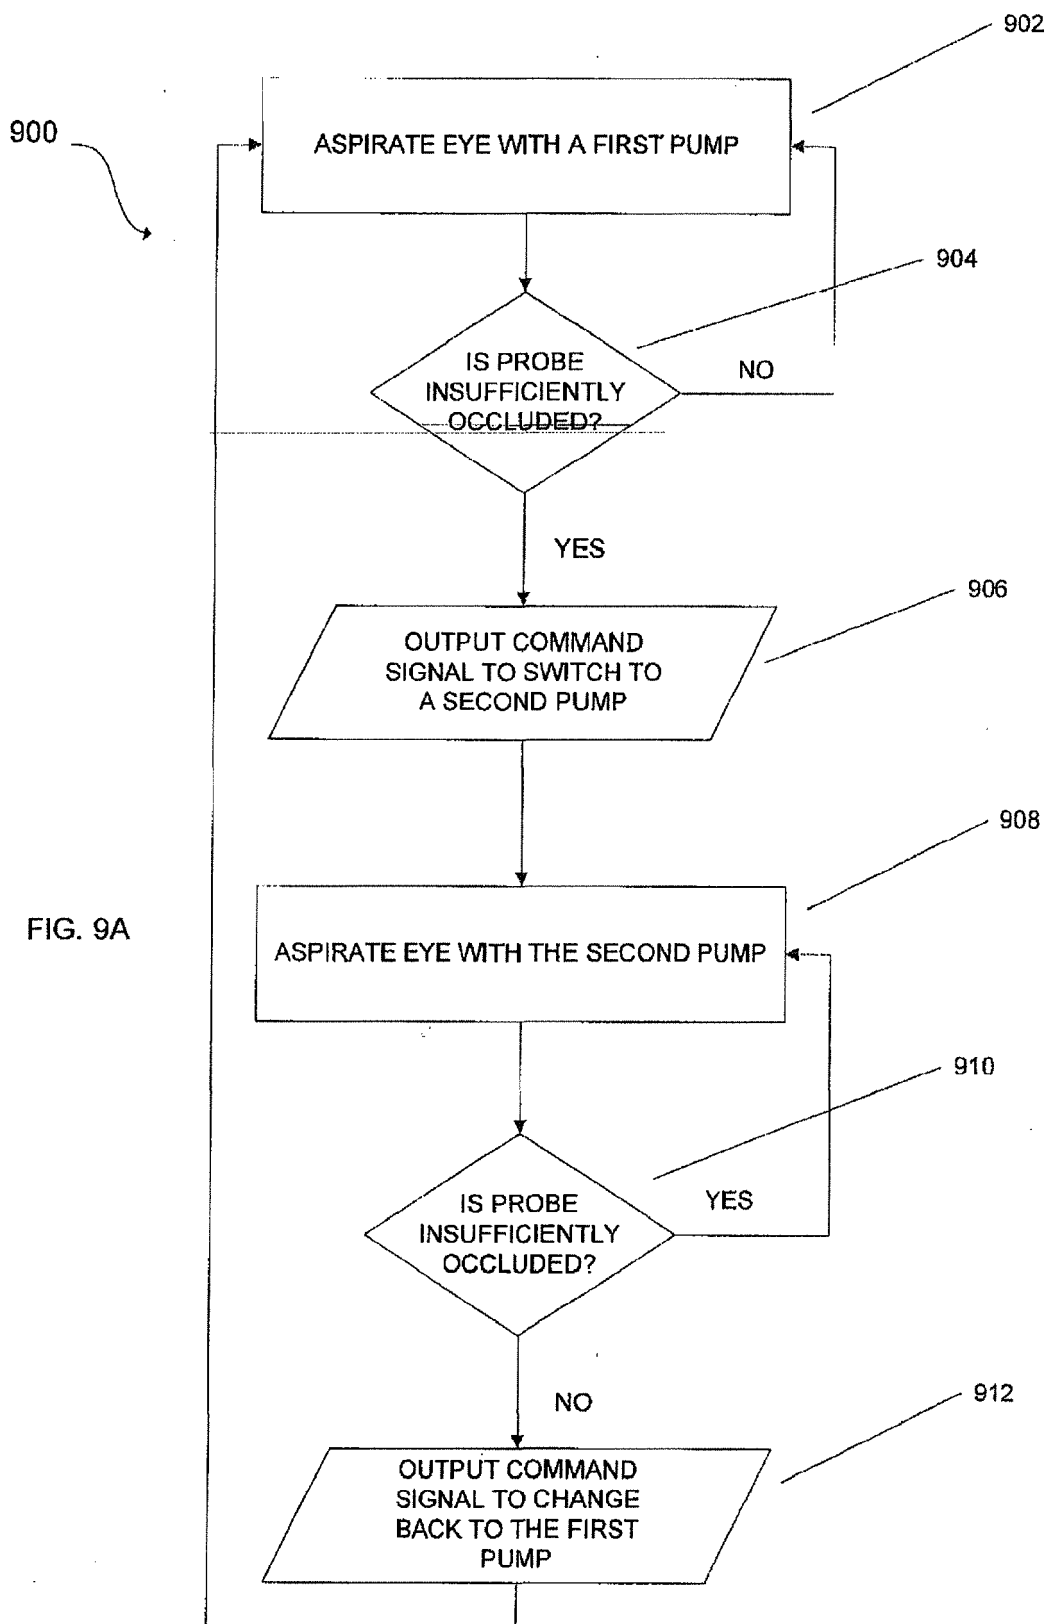 902
900
ASPIRATE EYE WITH A FIRST PUMP
904
IS PROBE
INSUFFICIENTLY
OCCLUDED?
NO
YES
906
OUTPUT COMMAND
SIGNAL TO SWITCH TO
A SECOND PUMP
908
FIG. 9A
ASPIRATE EYE WITH THE SECOND PUMP
910
IS PROBE
INSUFFICIENTLY
OCCLUDED?
YES
NO
912
OUTPUT COMMAND
SIGNAL TO CHANGE
BACK TO THE FIRST
PUMP